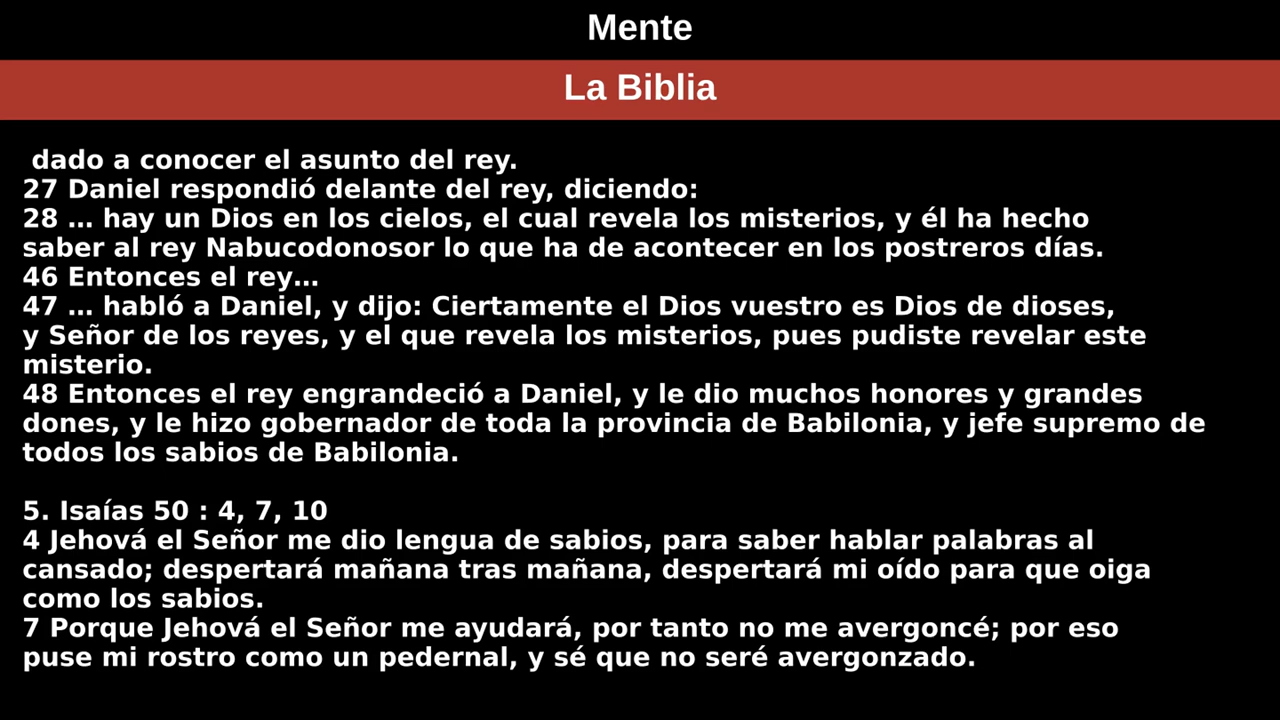 Mente
La Biblia
dado a conocer el asunto del rey.
27 Daniel respondió delante del rey, diciendo:
28 … hay un Dios en los cielos, el cual revela los misterios, y él ha hecho
saber al rey Nabucodonosor lo que ha de acontecer en los postreros días.
46 Entonces el rey…
47 … habló a Daniel, y dijo: Ciertamente el Dios vuestro es Dios de dioses,
y Señor de los reyes, y el que revela los misterios, pues pudiste revelar este
misterio.
48 Entonces el rey engrandeció a Daniel, y le dio muchos honores y grandes
dones, y le hizo gobernador de toda la provincia de Babilonia, y jefe supremo de
todos los sabios de Babilonia.
5. Isaías 50 : 4, 7, 10
4 Jehová el Señor me dio lengua de sabios, para saber hablar palabras al
cansado; despertará mañana tras mañana, despertará mi oído para que oiga
como los sabios.
7 Porque Jehová el Señor me ayudará, por tanto no me avergoncé; por eso
puse mi rostro como un pedernal, y sé que no seré avergonzado.